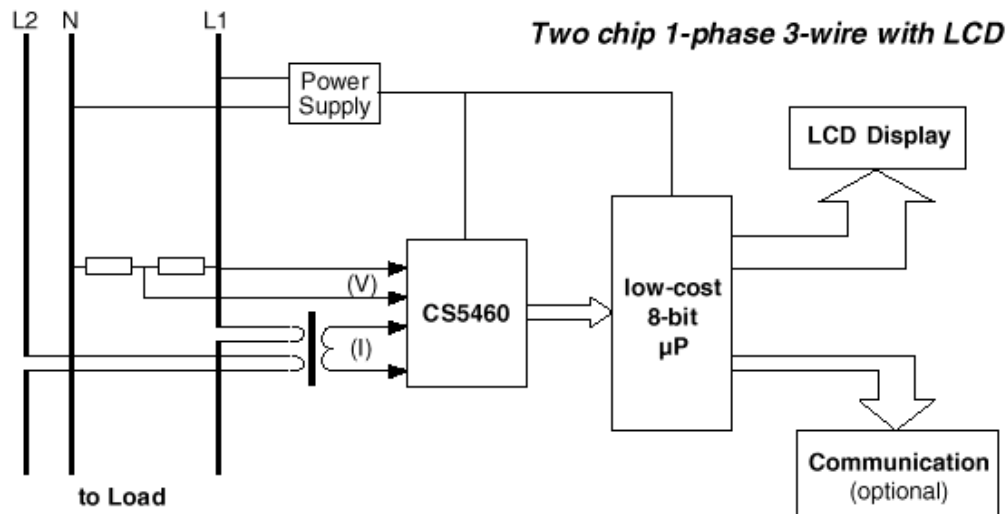 L2 N L1
Two chip 1-phase 3-wire with LCD
Power
Supply
LCD Display
(V)
CS5460
low-cost
8-bit
µP
(I)
to Load
Communication
(optional)